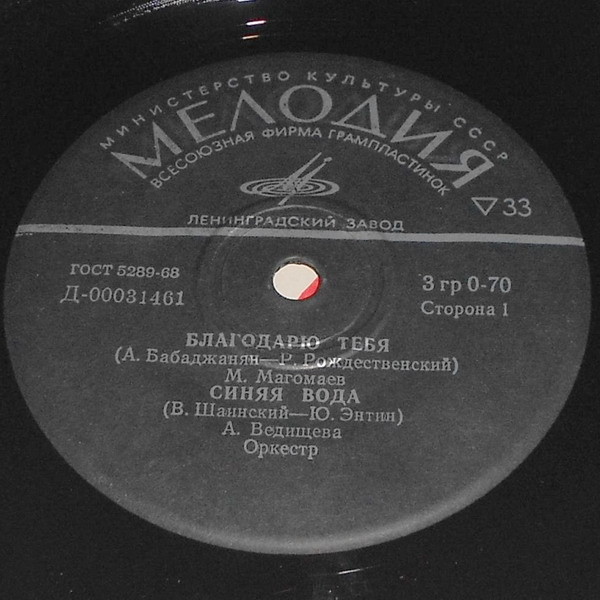 МИНИСТЕРСТВО КУЛЬТУРЫ СССР
МЕЛОДИЯ
ВСЕСОЮЗНАЯ ФИРМА ГРАМПЛАСТИНОК
33
ЛЕНИНГРАДСКИЙ ЗАВОД
ГОСТ 5289-68
Д-00031461
3 гр 0-70
Сторона 1
БЛАГОДАРЮ ТЕБЯ
(А. Бабаджанян—Р. Рождественский)
М. Магомаев
СИНЯЯ ВОДА
(В. Шаинский—Ю. Энтин)
А. Ведищева
Оркестр